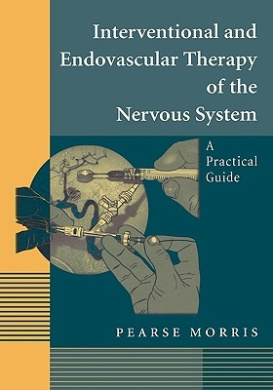 Interventional and
Endovascular Therapy
of the
Nervous System
A
Practical
Guide
PEARSE MORRIS